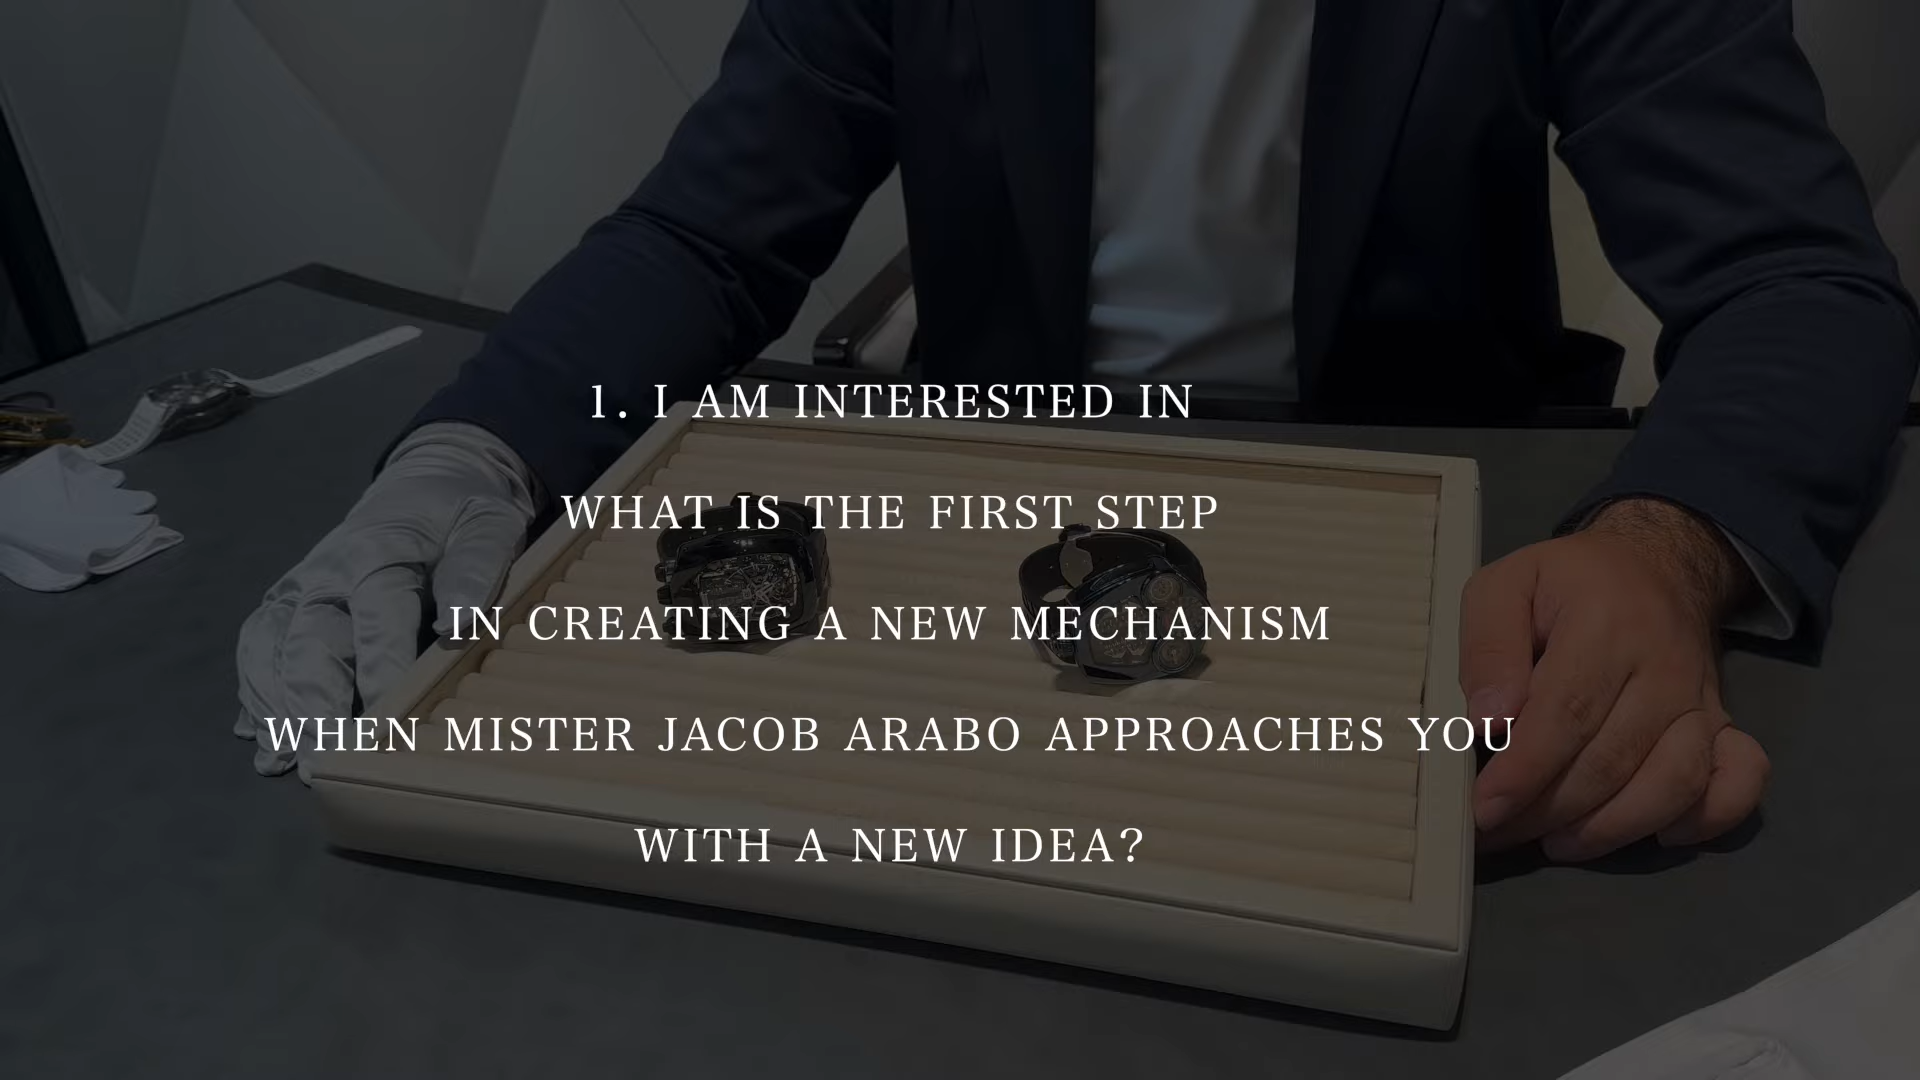 1. I AM INTERESTED IN
WHAT IS THE FIRST STEP
IN CREATING A NEW MECHANISM
WHEN MISTER JACOB ARABO APPROACHES YOU
WITH A NEW IDEA?